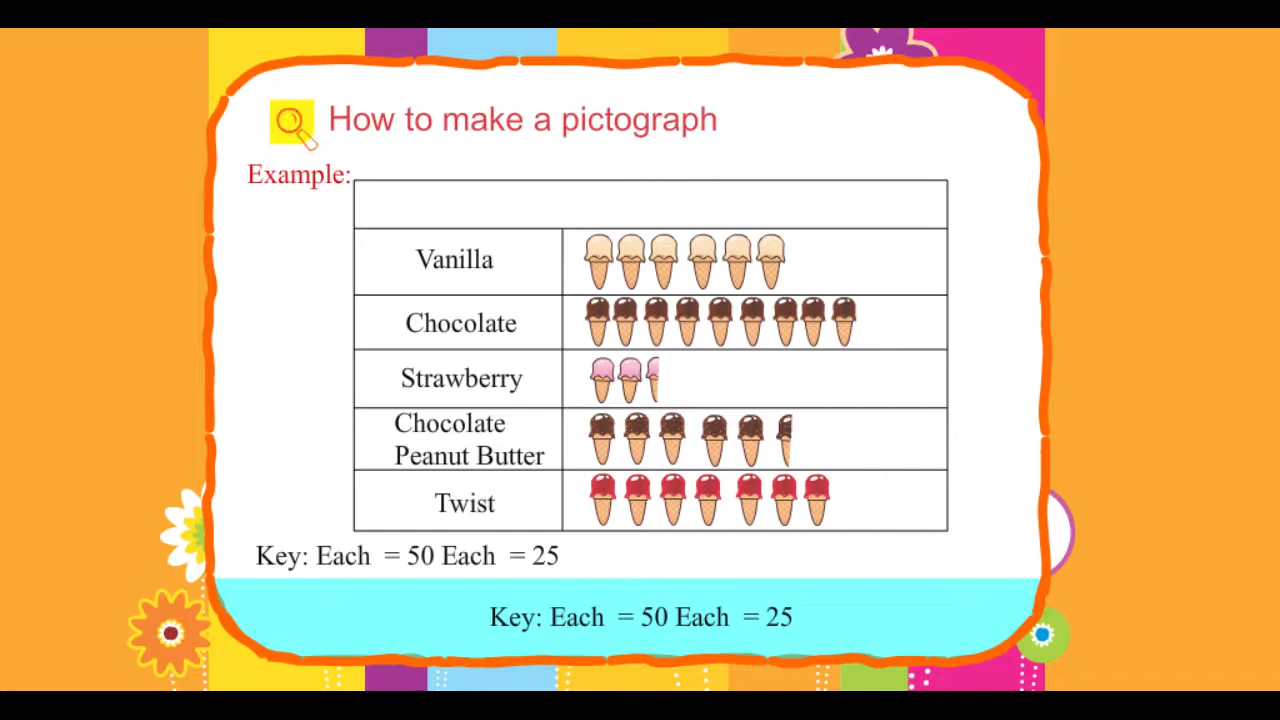 How to make a pictograph
Example:
Vanilla
Chocolate
Strawberry
Chocolate
Peanut Butter
Twist
Key: Each = 50 Each = 25
Key: Each = 50 Each = 25